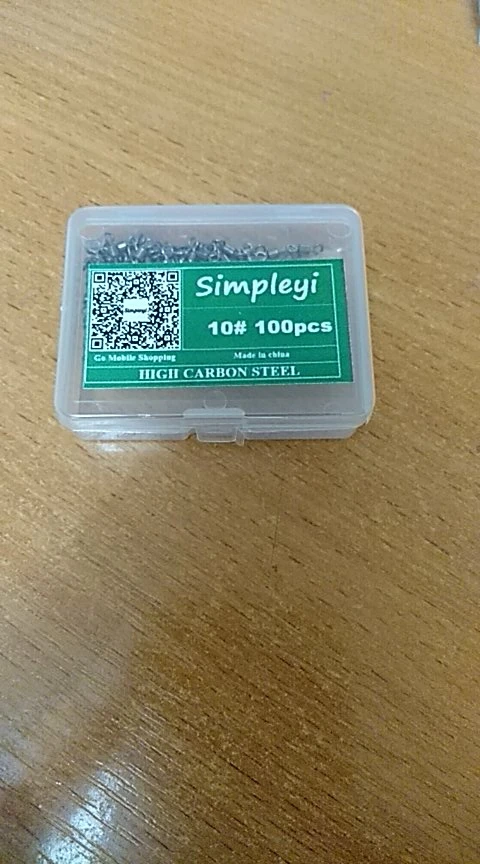 Simpleyi
10# 100pcs
Go Mobile Shopping
Made in china
HIGH CARBON STEEL